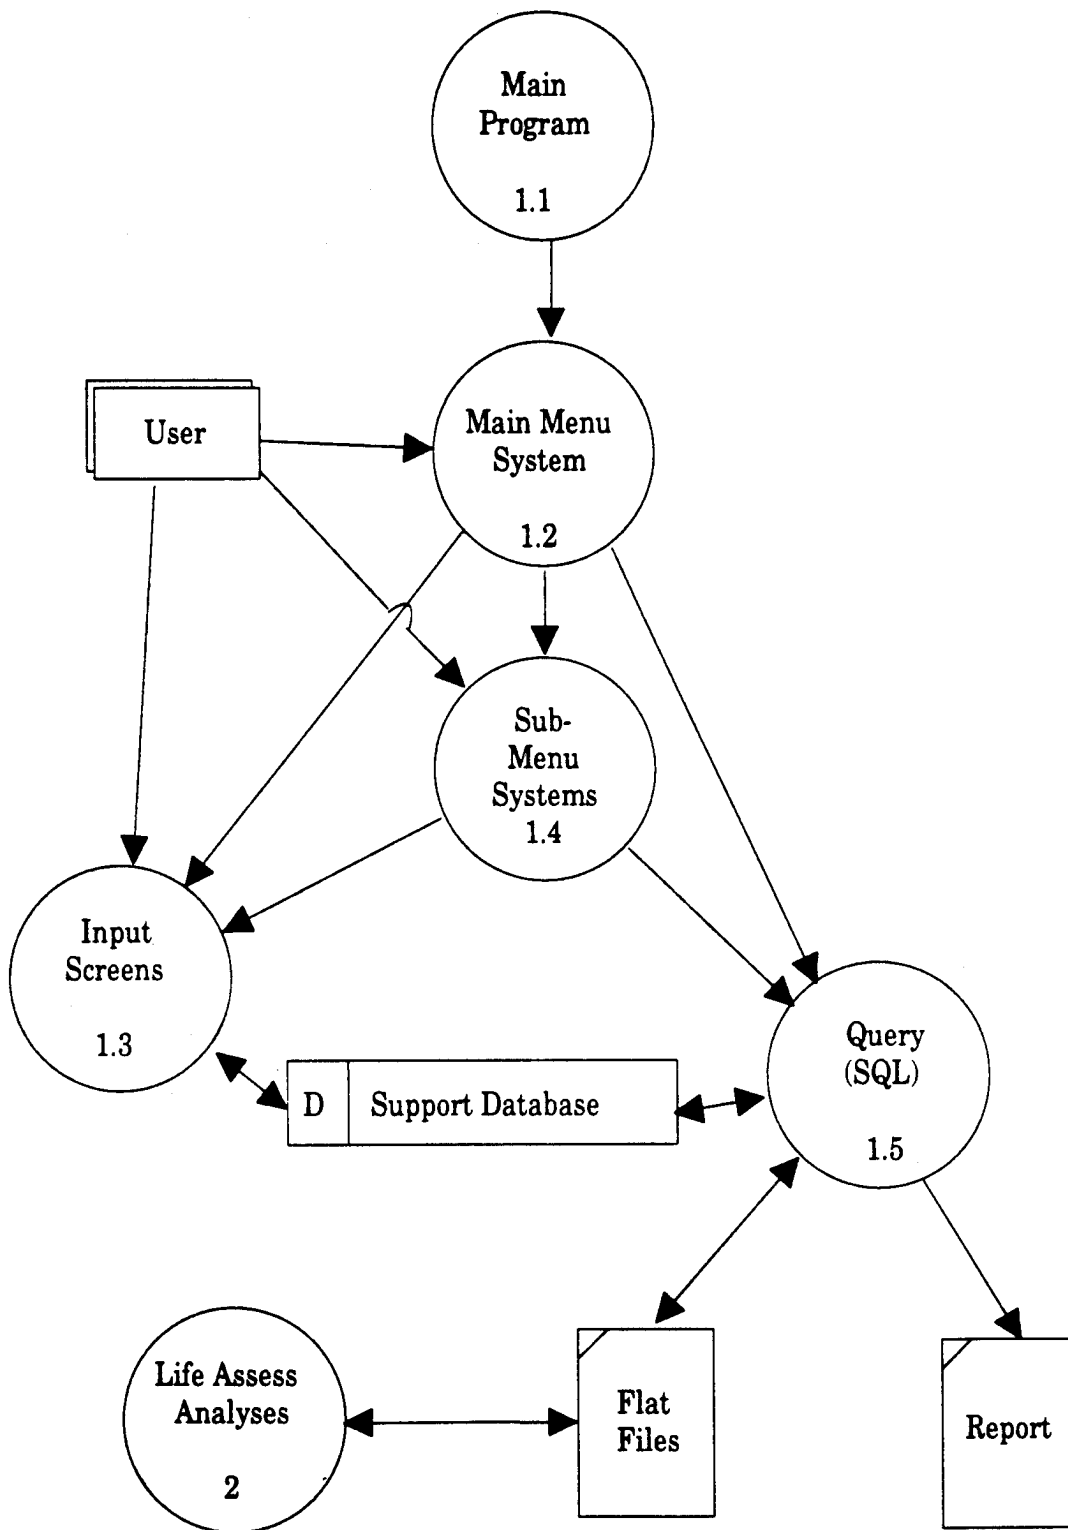 Main
Program
1.1
User
Main Menu
System
1.2
Sub-
Menu
Systems
1.4
Input
Screens
1.3
D
Support Database
Query
(SQL)
1.5
Life Assess
Analyses
2
Flat
Files
Report